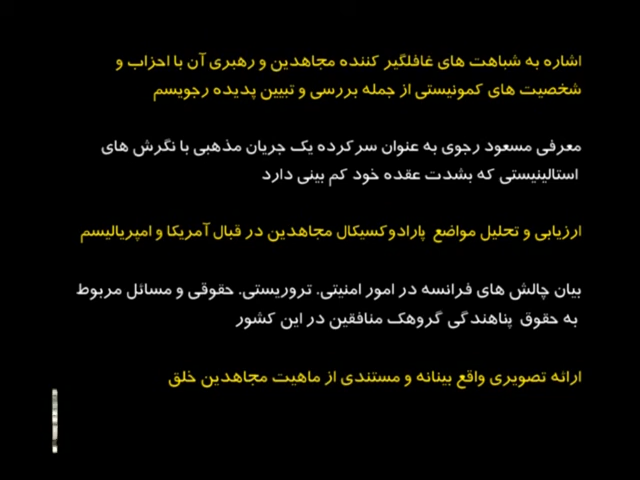 اشاره به شباهت های غافلگیر کننده مجاهدین و رهبری آن با احزاب و
شخصیت های کمونیستی از جمله بررسی و تبیین پدیده رجویسم
معرفی مسعود رجوی به عنوان سرکرده یک جریان مذهبی با نگرش های
استالینیستی که بشدت عقده خود کم بینی دارد
ارزیابی و تحلیل مواضع پارادوکسیکال مجاهدین در قبال آمریکا و امپریالیسم
بیان چالش های فرانسه در امور امنیتی. تروریستی. حقوقی و مسائل مربوط
به حقوق پناهندگی گروهک منافقین در این کشور
ارائه تصویری واقع بینانه و مستندی از ماهیت مجاهدین خلق